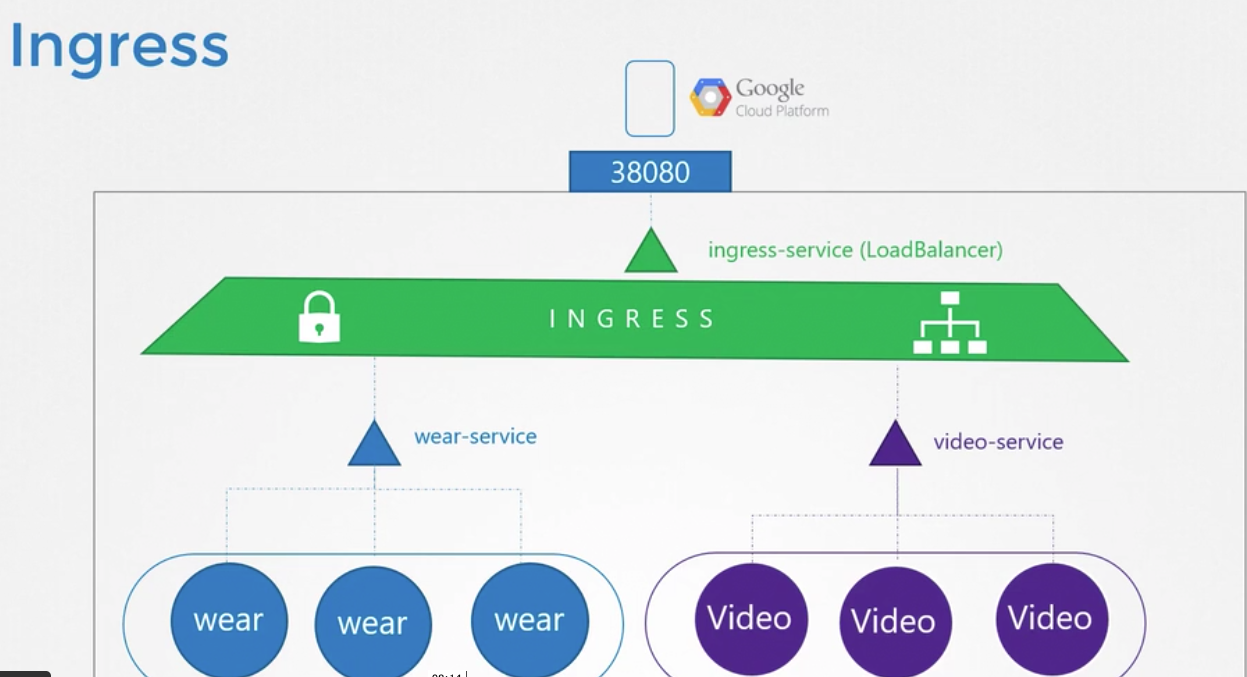 Ingress
Google
Cloud Platform
38080
ingress-service (LoadBalancer)
INGRESS
wear-service
video-service
wear
wear
wear
Video
Video
Video